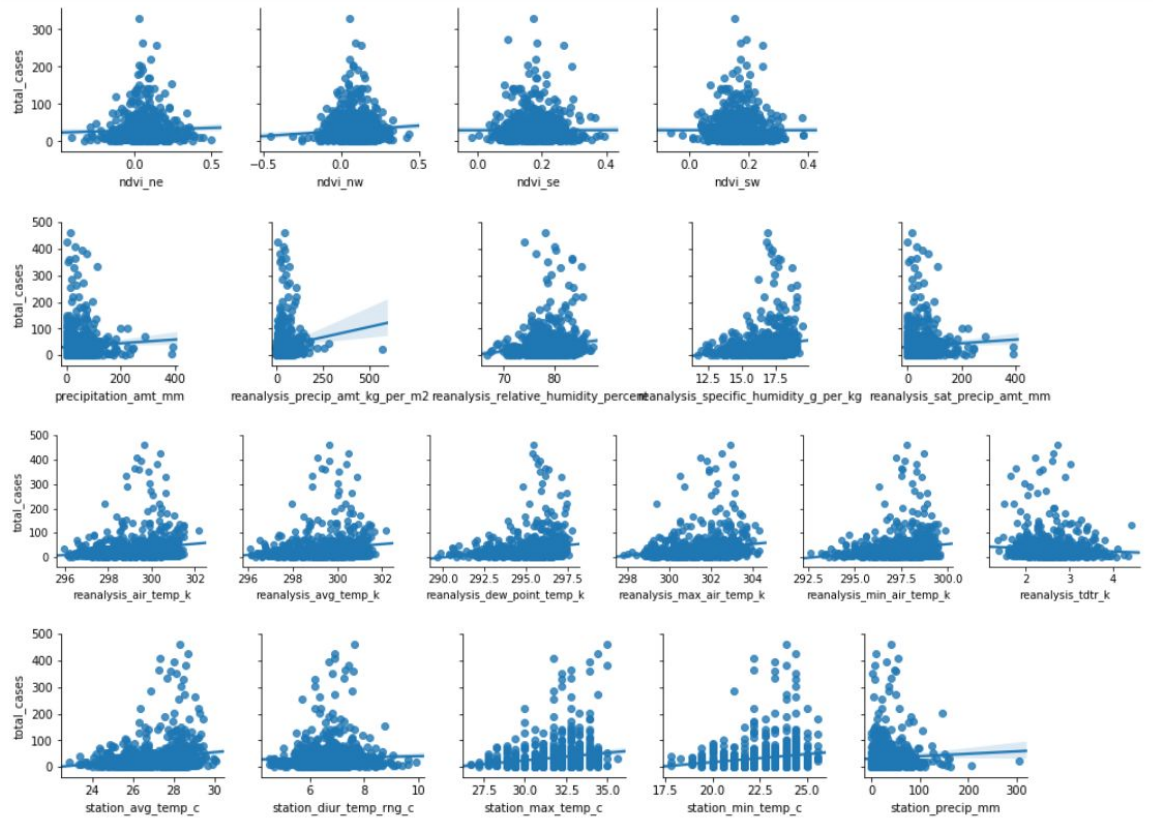 300
200
100
0
total_cases
0.0 0.5
−0.5 0.0 0.5
0.0 0.2 0.4
0.0 0.2 0.4
ndvi_ne ndvi_nw ndvi_se ndvi_sw
500
400
300
200
100
0
total_cases
0 200 400
0 250 500
70 80
12.5 15.0 17.5
0 200 400
precipitation_amt_mm reanalysis_precip_amt_kg_per_m2 reanalysis_relative_humidity_percent reanalysis_specific_humidity_g_per_kg reanalysis_sat_precip_amt_mm
500
400
300
200
100
0
total_cases
296 298 300 302
296 298 300 302
290.0 292.5 295.0 297.5
298 300 302 304
292.5 295.0 297.5 300.0
2 3 4
reanalysis_air_temp_k reanalysis_avg_temp_k reanalysis_dew_point_temp_k reanalysis_max_air_temp_k reanalysis_min_air_temp_k reanalysis_tdtr_k
500
400
300
200
100
0
total_cases
24 26 28 30
6 8 10
27.5 30.0 32.5 35.0
17.5 20.0 22.5 25.0
0 100 200 300
station_avg_temp_c station_diur_temp_rng_c station_max_temp_c station_min_temp_c station_precip_mm